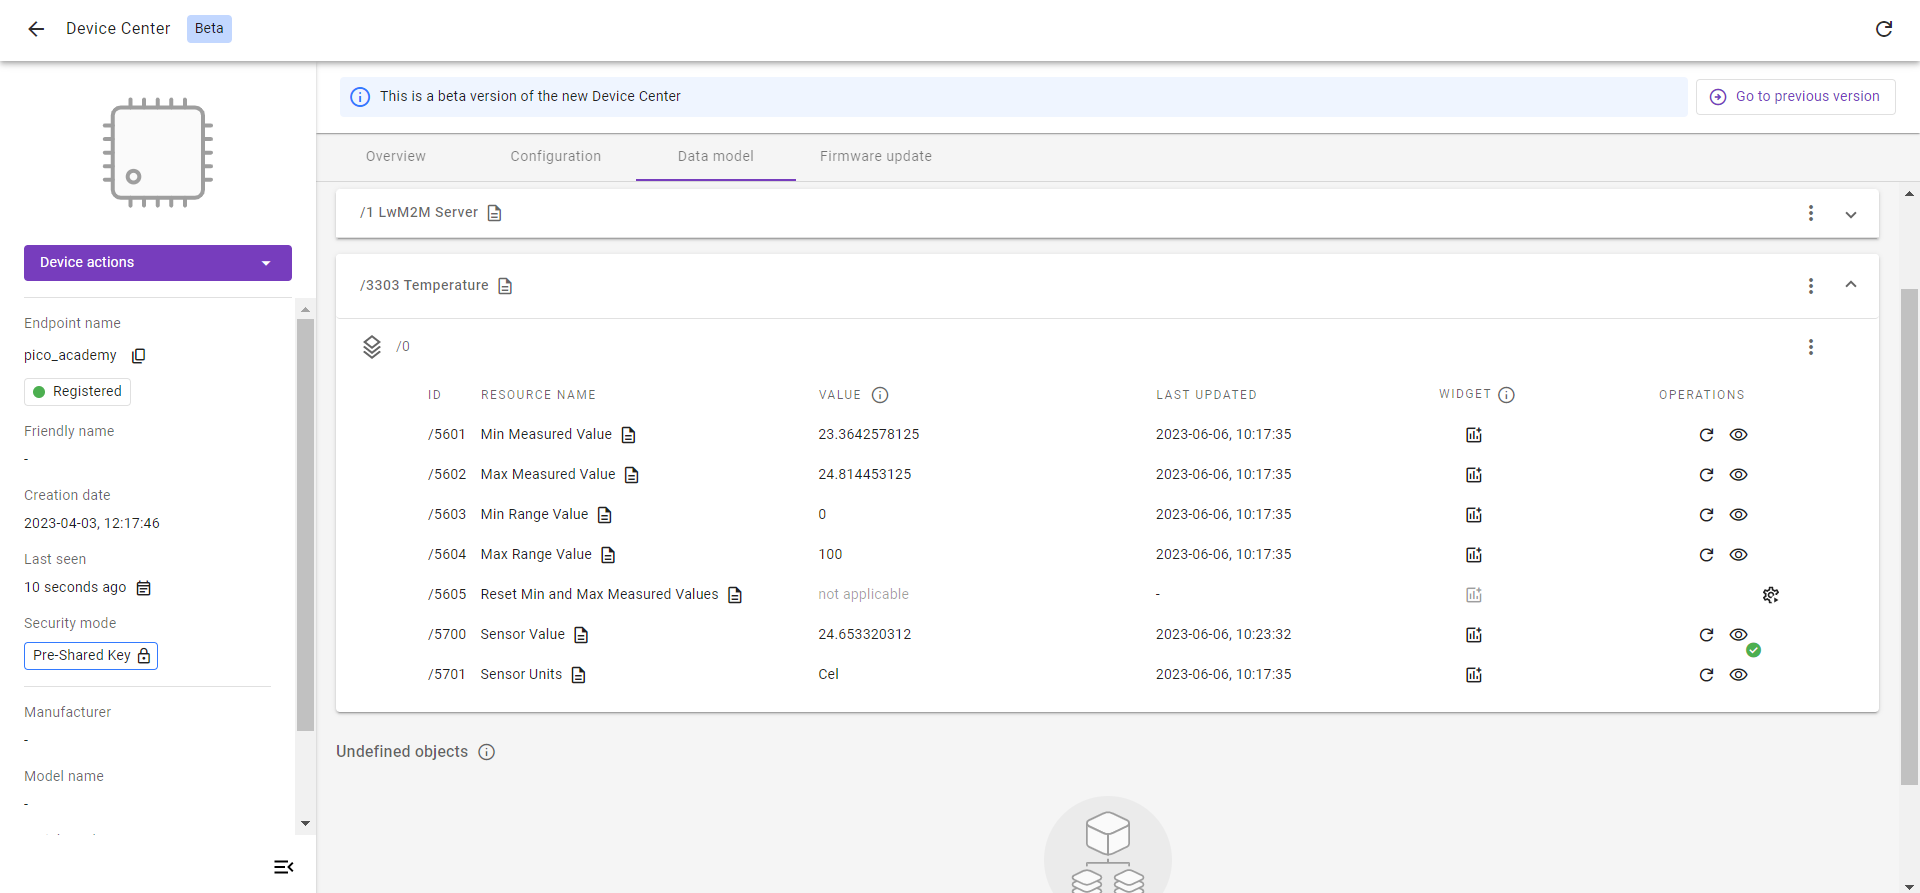 Device Center Beta
This is a beta version of the new Device Center
Go to previous version
Overview Configuration Data model Firmware update
Device actions
Endpoint name
pico_academy
Registered
Friendly name
-
Creation date
2023-04-03, 12:17:46
Last seen
10 seconds ago
Security mode
Pre-Shared Key
Manufacturer
-
Model name
-
/1 LwM2M Server
/3303 Temperature
/0
ID RESOURCE NAME VALUE LAST UPDATED WIDGET OPERATIONS
/5601 Min Measured Value 23.3642578125 2023-06-06, 10:17:35
/5602 Max Measured Value 24.814453125 2023-06-06, 10:17:35
/5603 Min Range Value 0 2023-06-06, 10:17:35
/5604 Max Range Value 100 2023-06-06, 10:17:35
/5605 Reset Min and Max Measured Values not applicable -
/5700 Sensor Value 24.653320312 2023-06-06, 10:23:32
/5701 Sensor Units Cel 2023-06-06, 10:17:35
Undefined objects